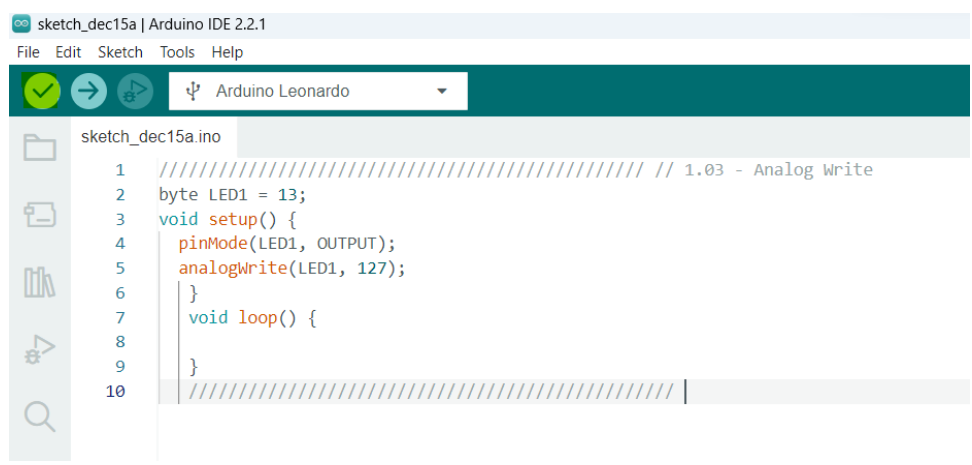 sketch_dec15a | Arduino IDE 2.2.1
File Edit Sketch Tools Help
Arduino Leonardo
sketch_dec15a.ino
1 ///////////////////////////////////////////////// // 1.03 - Analog Write
2 byte LED1 = 13;
3 void setup() {
4 pinMode(LED1, OUTPUT);
5 analogWrite(LED1, 127);
6 }
7 void loop() {
8
9 }
10 /////////////////////////////////////////////////